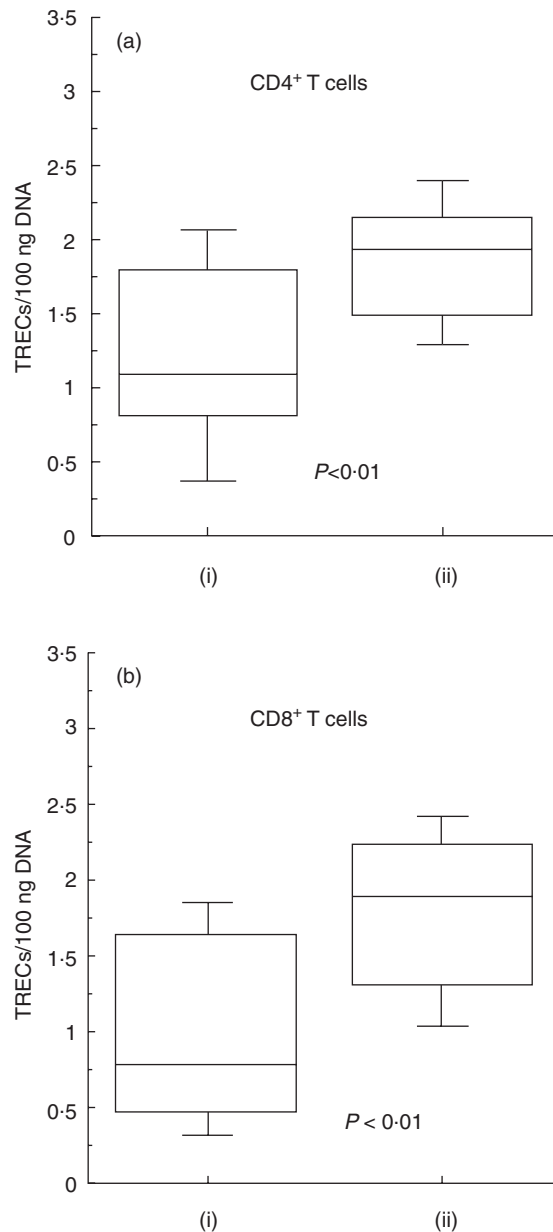 3·5
(a)
CD4⁺ T cells
3
2·5
2
1·5
1
0·5
0
TRECs/100 ng DNA
P<0·01
(i) (ii)
3·5
(b)
CD8⁺ T cells
3
2·5
2
1·5
1
0·5
0
TRECs/100 ng DNA
P < 0·01
(i) (ii)